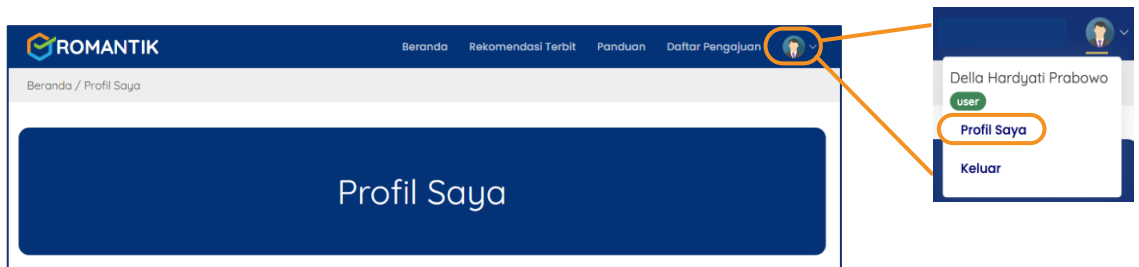 ROMANTIK
Beranda Rekomendasi Terbit Panduan Daftar Pengajuan
Beranda / Profil Saya
Profil Saya
Della Hardyati Prabowo
user
Profil Saya
Keluar